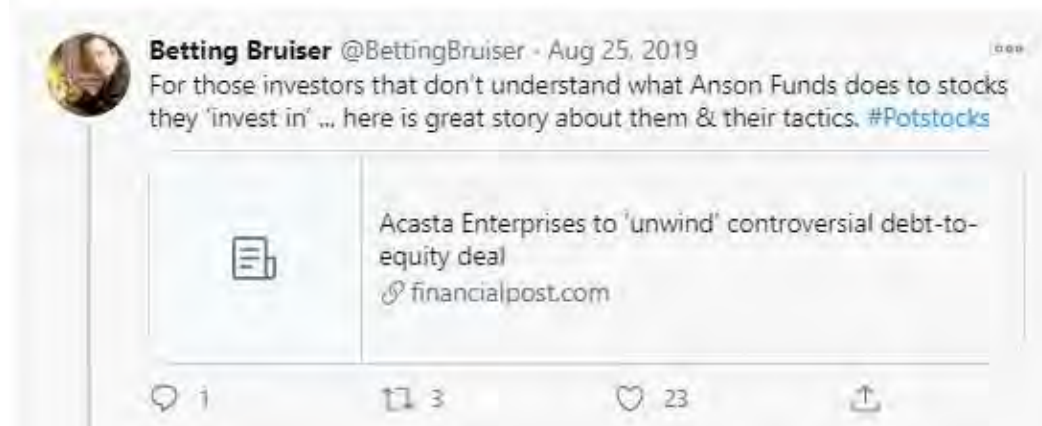 Betting Bruiser @BettingBruiser · Aug 25, 2019
For those investors that don't understand what Anson Funds does to stocks
they 'invest in' ... here is great story about them & their tactics. #Potstocks
Acasta Enterprises to 'unwind' controversial debt-to-
equity deal
financialpost.com
1 3 23